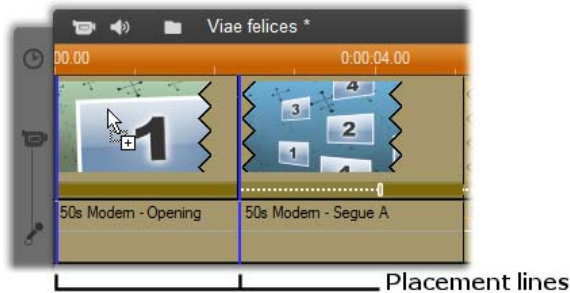 Viae felices *
00.00 0:00:04.00
1 3 4 2 1
50s Modern - Opening 50s Modern - Segue A
Placement lines